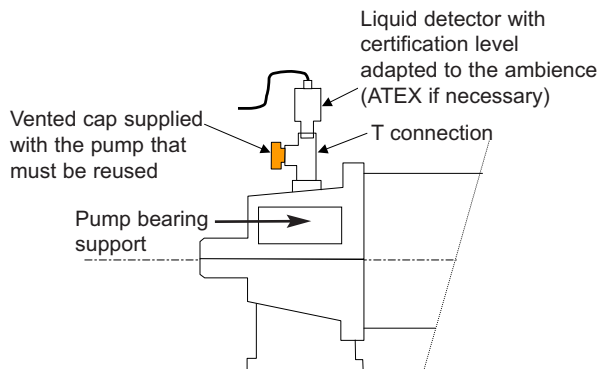 Liquid detector with
certification level
adapted to the ambience
(ATEX if necessary)
Vented cap supplied
with the pump that
must be reused
T connection
Pump bearing
support